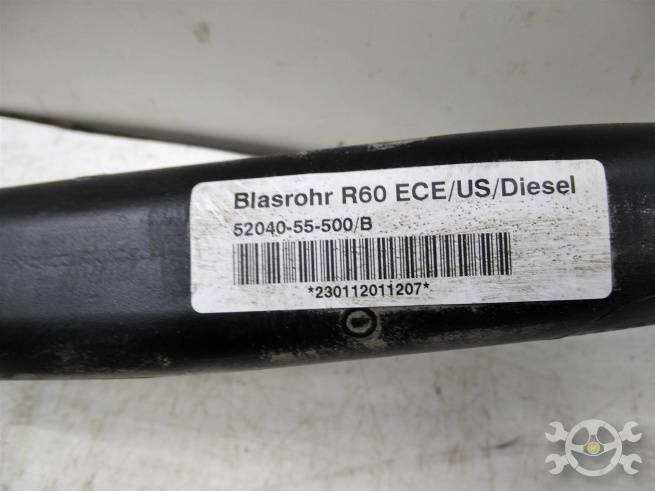 Blasrohr R60 ECE/US/Diesel
52040-55-500/B
*230112011207*